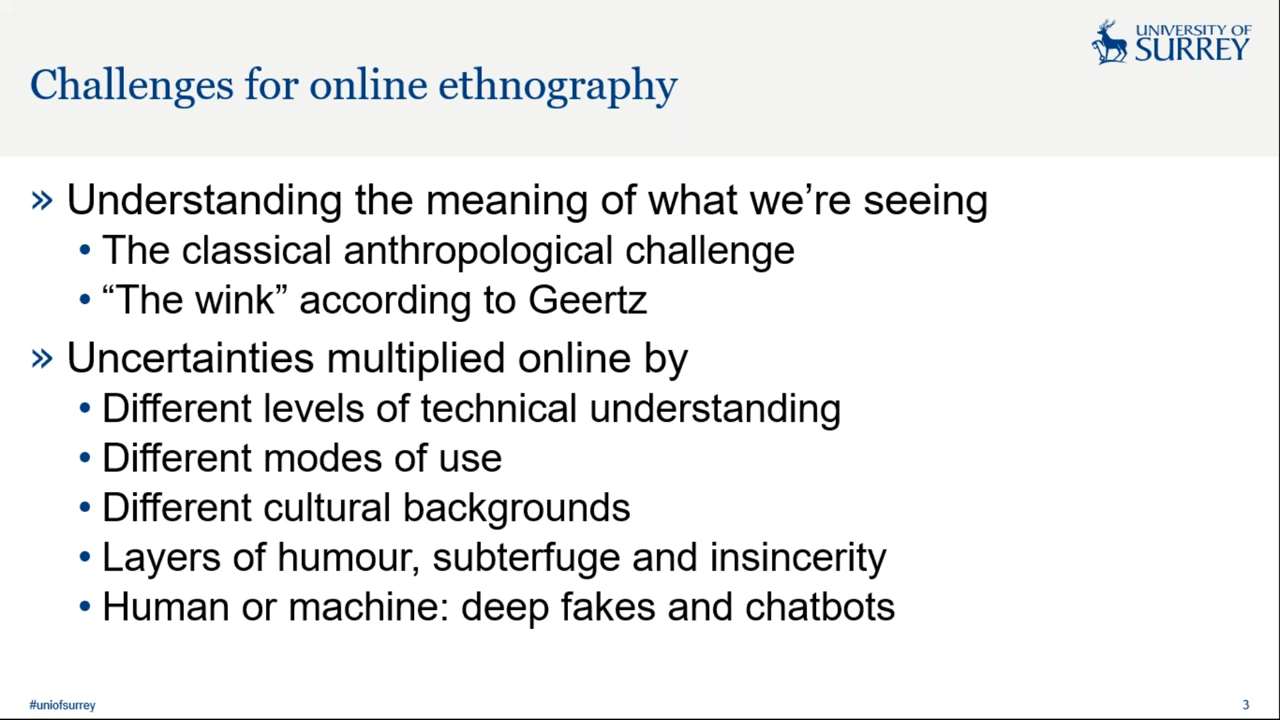 UNIVERSITY OF
SURREY
Challenges for online ethnography
» Understanding the meaning of what we’re seeing
• The classical anthropological challenge
• “The wink” according to Geertz
» Uncertainties multiplied online by
• Different levels of technical understanding
• Different modes of use
• Different cultural backgrounds
• Layers of humour, subterfuge and insincerity
• Human or machine: deep fakes and chatbots
#uniofsurrey
3